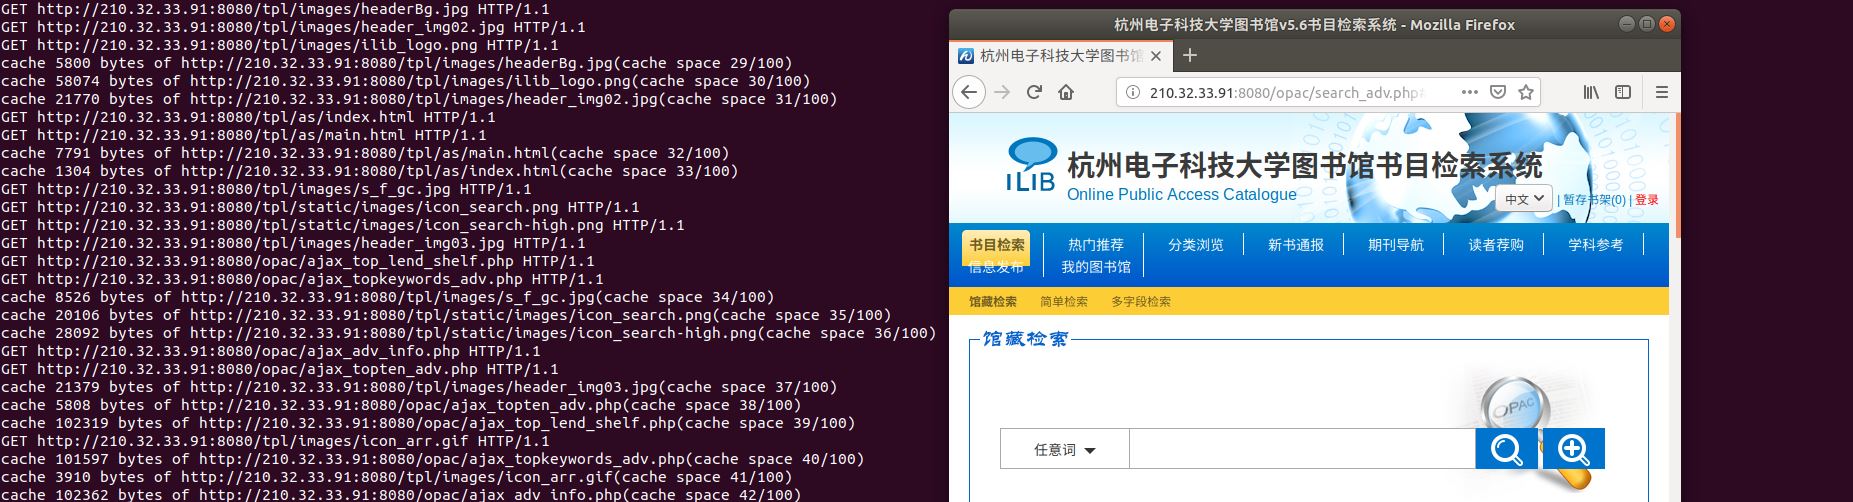 GET http://210.32.33.91:8080/tpl/images/headerBg.jpg HTTP/1.1
GET http://210.32.33.91:8080/tpl/images/header_img02.jpg HTTP/1.1
GET http://210.32.33.91:8080/tpl/images/ilib_logo.png HTTP/1.1
cache 5800 bytes of http://210.32.33.91:8080/tpl/images/headerBg.jpg(cache space 29/100)
cache 58074 bytes of http://210.32.33.91:8080/tpl/images/ilib_logo.png(cache space 30/100)
cache 21770 bytes of http://210.32.33.91:8080/tpl/images/header_img02.jpg(cache space 31/100)
GET http://210.32.33.91:8080/tpl/as/index.html HTTP/1.1
GET http://210.32.33.91:8080/tpl/as/main.html HTTP/1.1
cache 7791 bytes of http://210.32.33.91:8080/tpl/as/main.html(cache space 32/100)
cache 1304 bytes of http://210.32.33.91:8080/tpl/as/index.html(cache space 33/100)
GET http://210.32.33.91:8080/tpl/images/s_f_gc.jpg HTTP/1.1
GET http://210.32.33.91:8080/tpl/static/images/icon_search.png HTTP/1.1
GET http://210.32.33.91:8080/tpl/static/images/icon_search-high.png HTTP/1.1
GET http://210.32.33.91:8080/tpl/images/header_img03.jpg HTTP/1.1
GET http://210.32.33.91:8080/opac/ajax_top_lend_shelf.php HTTP/1.1
GET http://210.32.33.91:8080/opac/ajax_topkeywords_adv.php HTTP/1.1
cache 8526 bytes of http://210.32.33.91:8080/tpl/images/s_f_gc.jpg(cache space 34/100)
cache 20106 bytes of http://210.32.33.91:8080/tpl/static/images/icon_search.png(cache space 35/100)
cache 28092 bytes of http://210.32.33.91:8080/tpl/static/images/icon_search-high.png(cache space 36/100)
GET http://210.32.33.91:8080/opac/ajax_adv_info.php HTTP/1.1
GET http://210.32.33.91:8080/opac/ajax_topten_adv.php HTTP/1.1
cache 21379 bytes of http://210.32.33.91:8080/tpl/images/header_img03.jpg(cache space 37/100)
cache 5808 bytes of http://210.32.33.91:8080/opac/ajax_topten_adv.php(cache space 38/100)
cache 102319 bytes of http://210.32.33.91:8080/opac/ajax_top_lend_shelf.php(cache space 39/100)
GET http://210.32.33.91:8080/tpl/images/icon_arr.gif HTTP/1.1
cache 101597 bytes of http://210.32.33.91:8080/opac/ajax_topkeywords_adv.php(cache space 40/100)
cache 3910 bytes of http://210.32.33.91:8080/tpl/images/icon_arr.gif(cache space 41/100)
cache 102362 bytes of http://210.32.33.91:8080/opac/ajax_adv_info.php(cache space 42/100)
杭州电子科技大学图书馆v5.6书目检索系统 - Mozilla Firefox
杭州电子科技大学图书馆
210.32.33.91:8080/opac/search_adv.php#
杭州电子科技大学图书馆书目检索系统
iLIB Online Public Access Catalogue
中文 | 暂存书架(0) | 登录
书目检索 热门推荐 分类浏览 新书通报 期刊导航 读者荐购 学科参考
信息发布 我的图书馆
馆藏检索 简单检索 多字段检索
馆藏检索
OPAC
任意词